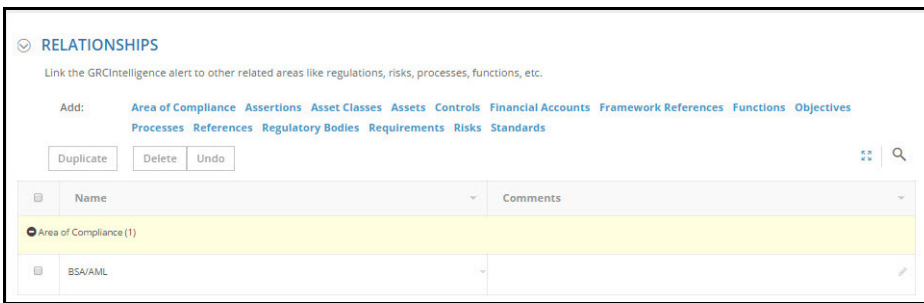 RELATIONSHIPS
Link the GRCIntelligence alert to other related areas like regulations, risks, processes, functions, etc.
Add: Area of Compliance Assertions Asset Classes Assets Controls Financial Accounts Framework References Functions Objectives
Processes References Regulatory Bodies Requirements Risks Standards
Duplicate Delete Undo
Name Comments
Area of Compliance (1)
BSA/AML